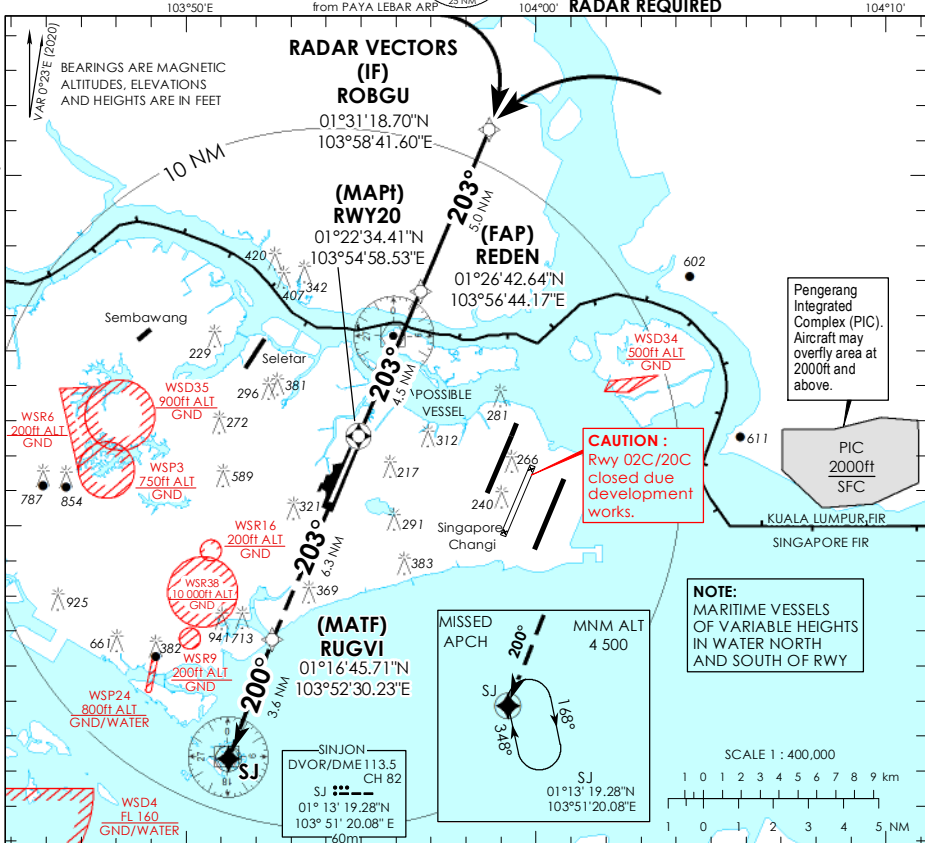 103°50'E
from PAYA LEBAR ARP
25 NM
104°00'
RADAR REQUIRED
104°10'
VAR 0°23'E (2020)
BEARINGS ARE MAGNETIC
ALTITUDES, ELEVATIONS
AND HEIGHTS ARE IN FEET
RADAR VECTORS
(IF)
ROBGU
01°31'18.70"N
103°58'41.60"E
10 NM
203°
5.0 NM
(MAPt)
RWY20
01°22'34.41"N
103°54'58.53"E
(FAP)
REDEN
01°26'42.64"N
103°56'44.17"E
420
407
342
602
Sembawang
229
Seletar
296
381
272
589
203°
4.5 NM
POSSIBLE
VESSEL
281
312
217
266
240
291
321
383
369
Singapore
Changi
WSD34
500ft ALT
GND
Pengerang
Integrated
Complex (PIC).
Aircraft may
overfly area at
2000ft and
above.
611
PIC
2000ft
SFC
CAUTION :
Rwy 02C/20C
closed due
development
works.
KUALA LUMPUR FIR
SINGAPORE FIR
WSD35
900ft ALT
GND
WSR6
200ft ALT
GND
WSP3
750ft ALT
GND
787
854
WSR16
200ft ALT
GND
WSR38
10 000ft ALT
GND
203°
6.3 NM
925
661
382
941
713
WSR9
200ft ALT
GND
WSP24
800ft ALT
GND/WATER
(MATF)
RUGVI
01°16'45.71"N
103°52'30.23"E
200°
3.6 NM
SJ
WSD4
FL 160
GND/WATER
SINJON
DVOR/DME 113.5
CH 82
SJ
01° 13' 19.28"N
103° 51' 20.08" E
60m
MISSED
APCH
MNM ALT
4 500
200°
SJ
168°
348°
SJ
01°13' 19.28"N
103°51'20.08"E
NOTE:
MARITIME VESSELS
OF VARIABLE HEIGHTS
IN WATER NORTH
AND SOUTH OF RWY
SCALE 1 : 400,000
1 0 1 2 3 4 5 6 7 8 9 km
1 0 1 2 3 4 5 NM